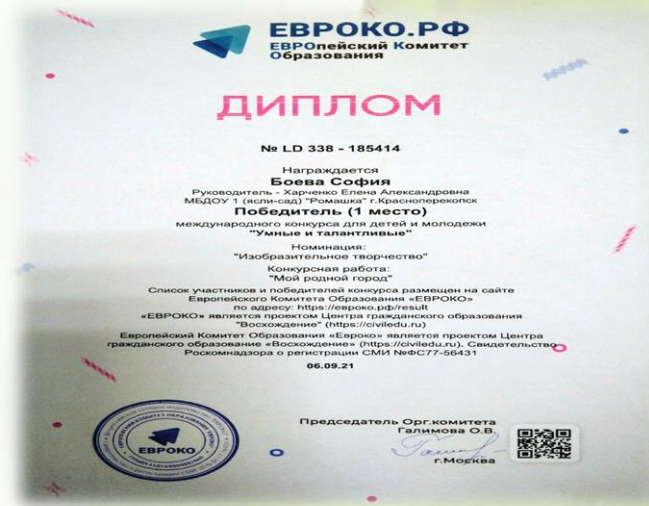 ЕВРОКО.РФ
ЕВРОпейский Комитет
Образования
ДИПЛОМ
№ LD 338 - 185414
Награждается
Боева София
Руководитель - Харченко Елена Александровна
МБДОУ 1 (ясли-сад) "Ромашка" г.Красноперекопск
Победитель (1 место)
международного конкурса для детей и молодежи
"Умные и талантливые"
Номинация:
"Изобразительное творчество"
Конкурсная работа:
"Мой родной город"
Список участников и победителей конкурса размещен на сайте
Европейского Комитета Образования «ЕВРОКО»
по адресу: https://евроко.рф/result
«ЕВРОКО» является проектом Центра гражданского образования
"Восхождение" (https://civiledu.ru)
Европейский Комитет Образования «Евроко» является проектом Центра
гражданского образование «Восхождение» (https://civiledu.ru). Свидетельство
Роскомнадзора о регистрации СМИ №ФС77-56431
06.09.21
Председатель Орг.комитета
Галимова О.В.
г.Москва
ЕВРОКО